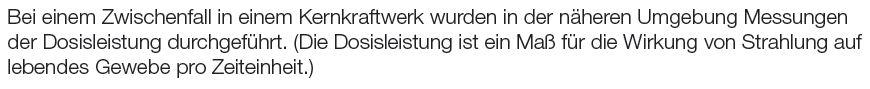 Bei einem Zwischenfall in einem Kernkraftwerk wurden in der näheren Umgebung Messungen
der Dosisleistung durchgeführt. (Die Dosisleistung ist ein Maß für die Wirkung von Strahlung auf
lebendes Gewebe pro Zeiteinheit.)